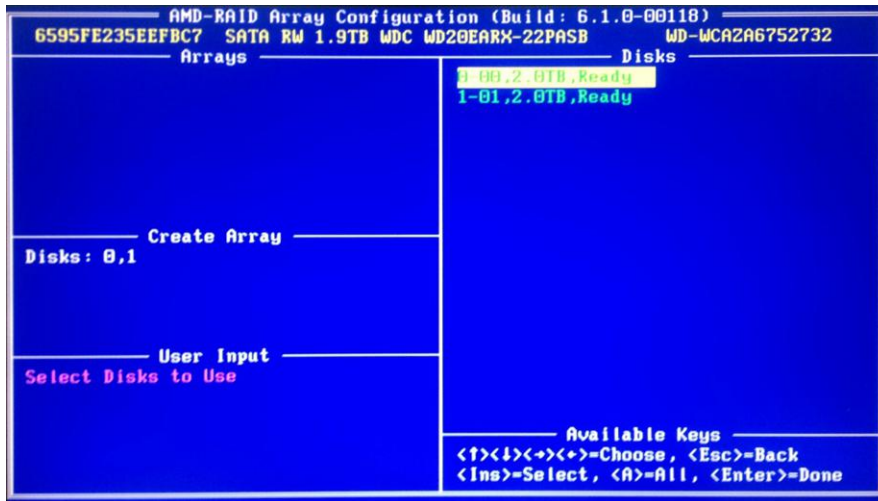 AMD-RAID Array Configuration (Build: 6.1.0-00118)
6595FE235EEFBC7 SATA RW 1.9TB WDC WD20EARX-22PASB WD-WCAZA6752732
Arrays
Disks
0-00,2.0TB,Ready
1-01,2.0TB,Ready
Create Array
Disks: 0,1
User Input
Select Disks to Use
Available Keys
<↑><↓><→><←>=Choose, <Esc>=Back
<Ins>=Select, <A>=All, <Enter>=Done